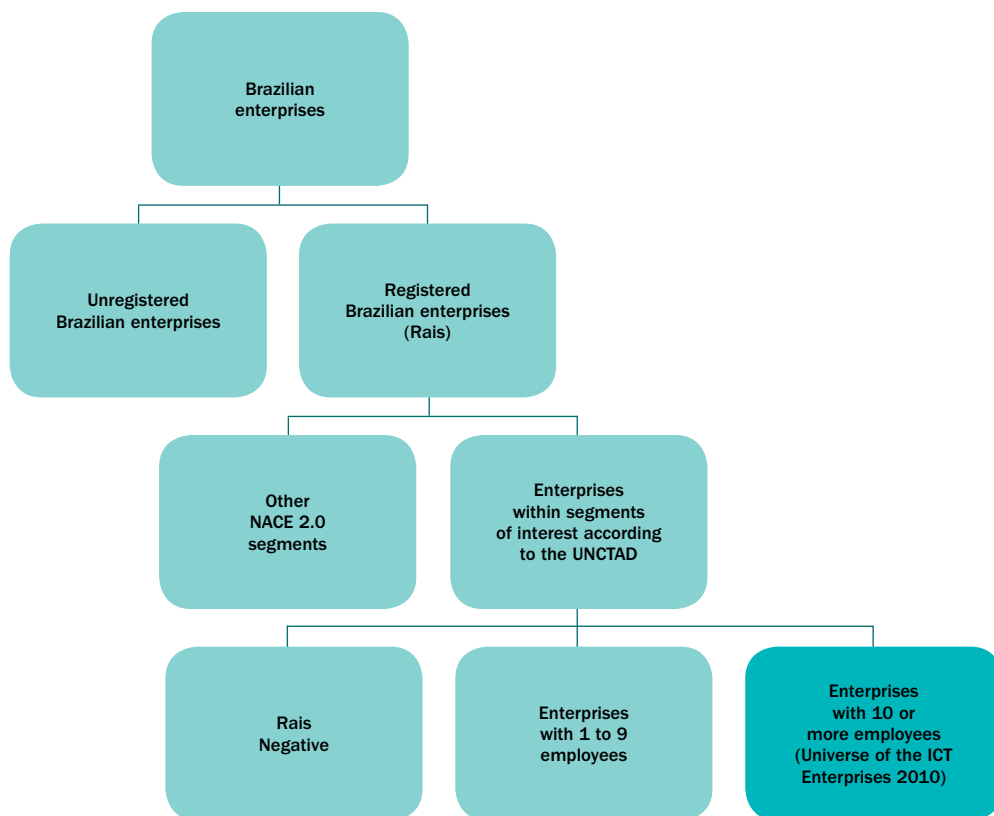 Brazilian
enterprises
Unregistered
Brazilian enterprises
Registered
Brazilian enterprises
(Rais)
Other
NACE 2.0
segments
Enterprises
within segments
of interest according
to the UNCTAD
Rais
Negative
Enterprises
with 1 to 9
employees
Enterprises
with 10 or
more employees
(Universe of the ICT
Enterprises 2010)